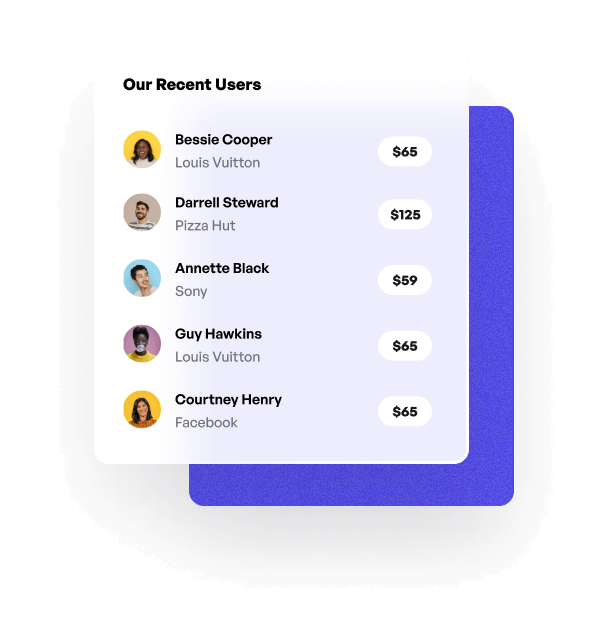 Our Recent Users
Bessie Cooper
Louis Vuitton
$65
Darrell Steward
Pizza Hut
$125
Annette Black
Sony
$59
Guy Hawkins
Louis Vuitton
$65
Courtney Henry
Facebook
$65